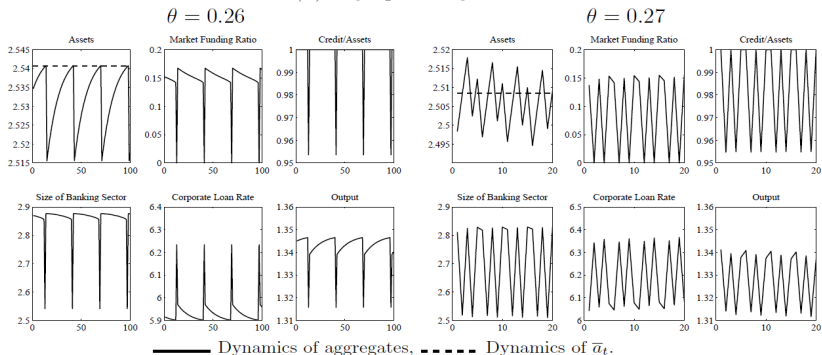 θ = 0.26 θ = 0.27
Assets Market Funding Ratio Credit/Assets Assets Market Funding Ratio Credit/Assets
2.545 0.2 1 2.52 0.2 1
2.54 0.15 0.99 2.515 0.15 0.99
2.535 0.98 2.51 0.98
2.53 0.1 0.97 2.505 0.1 0.97
2.525 0.05 0.96 2.5 0.05 0.96
2.52 2.495
2.515 0 0.95 2.49 0 0.95
0 50 100 0 50 100 0 50 100 0 10 20 0 10 20 0 10 20
Size of Banking Sector Corporate Loan Rate Output Size of Banking Sector Corporate Loan Rate Output
2.9 6.4 1.36 2.9 6.4 1.36
2.8 6.3 1.35 2.8 6.3 1.35
6.2 1.34 2.7 1.34
2.7 6.1 1.33 6.2 1.33
2.6 6 1.32 2.6 6.1 1.32
2.5 5.9 1.31 2.5 6 1.31
0 50 100 0 50 100 0 50 100 0 10 20 0 10 20 0 10 20
Dynamics of aggregates, Dynamics of a̅ₜ.